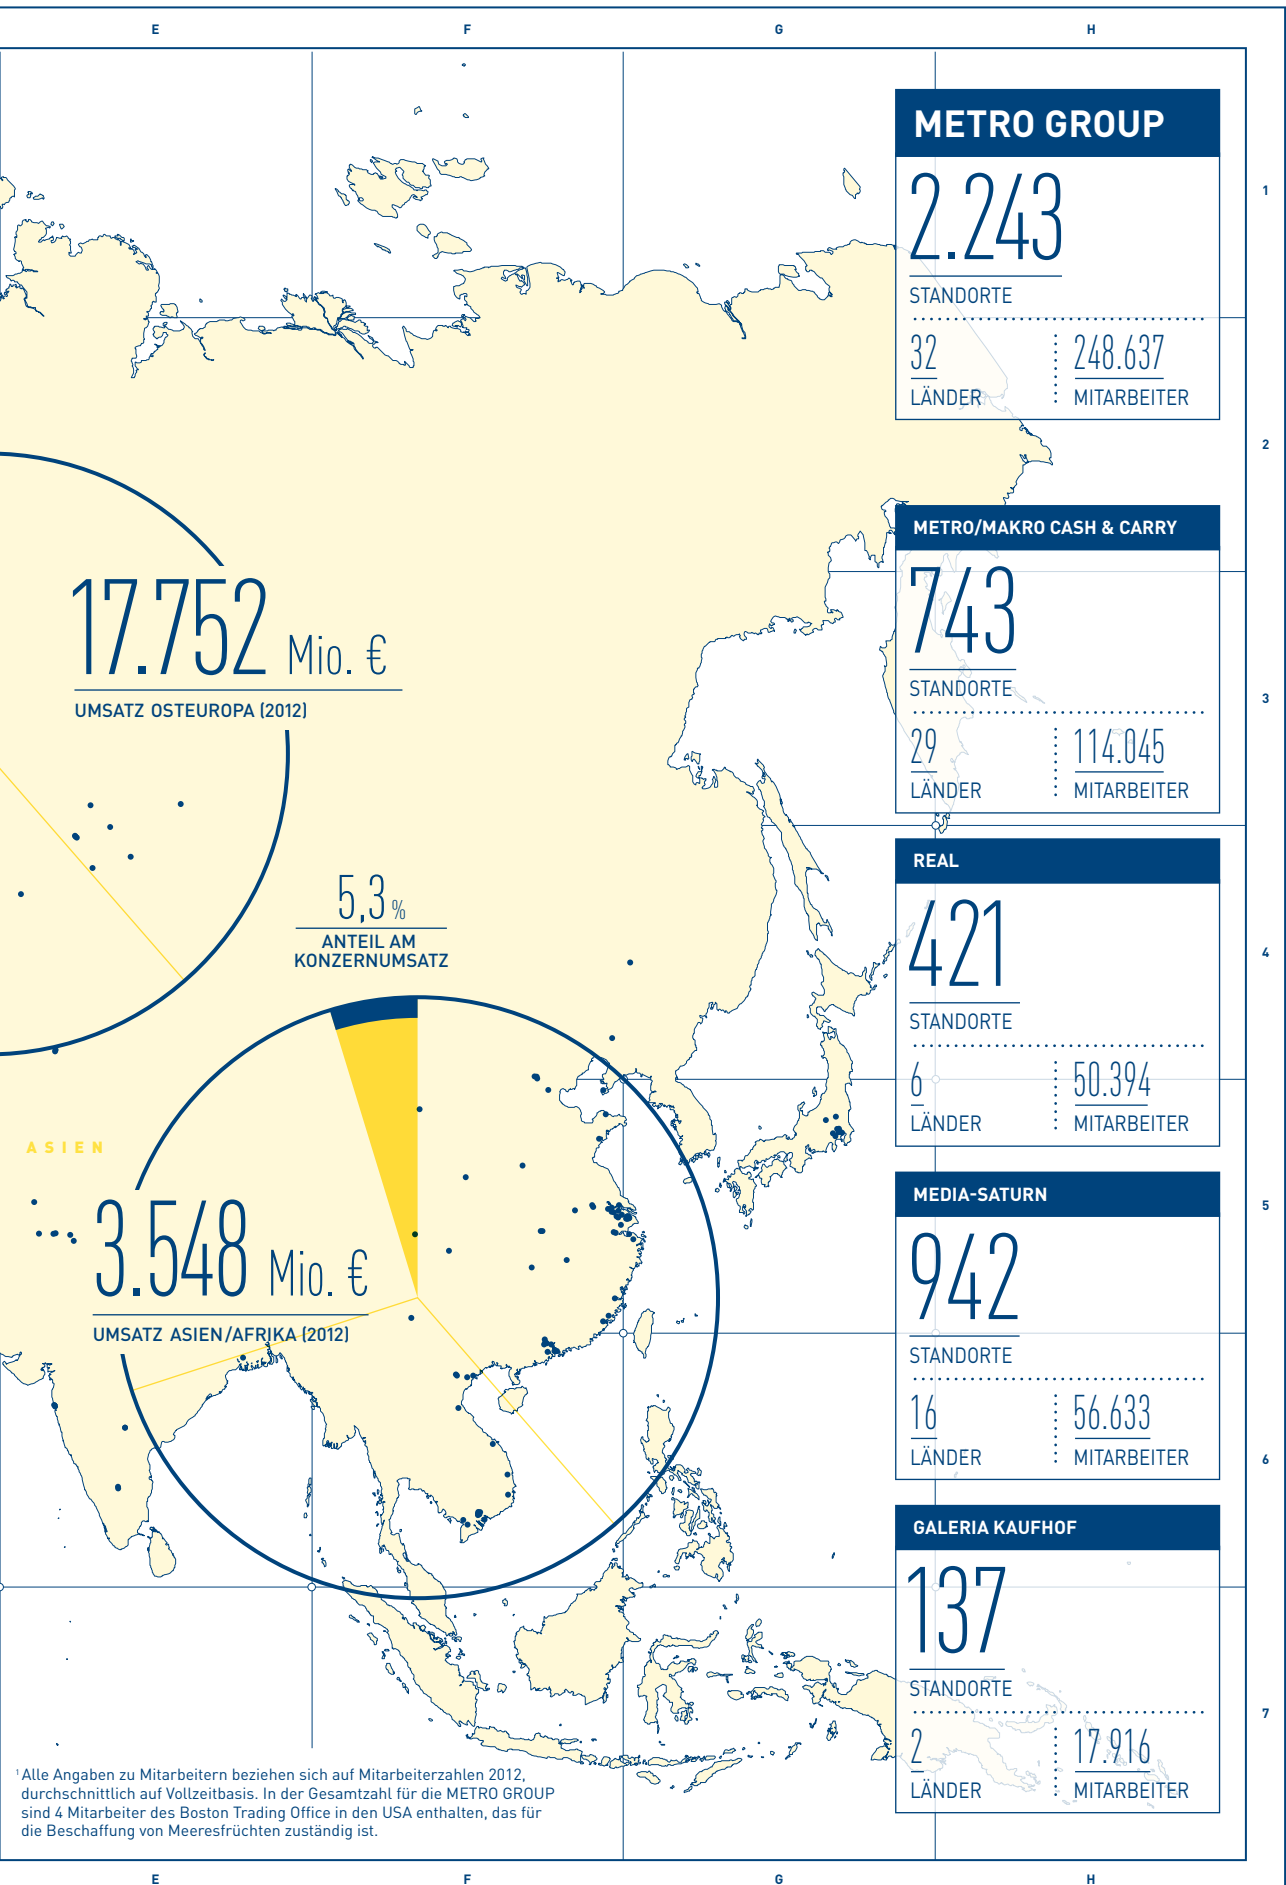 E F G H
METRO GROUP
2.243
STANDORTE
32
LÄNDER
248.637
MITARBEITER
1
2
METRO/MAKRO CASH & CARRY
743
STANDORTE
29
LÄNDER
114.045
MITARBEITER
3
17.752 Mio. €
UMSATZ OSTEUROPA (2012)
REAL
421
STANDORTE
6
LÄNDER
50.394
MITARBEITER
4
5,3 %
ANTEIL AM
KONZERNUMSATZ
ASIEN
3.548 Mio. €
UMSATZ ASIEN/AFRIKA (2012)
MEDIA-SATURN
942
STANDORTE
16
LÄNDER
56.633
MITARBEITER
5
6
GALERIA KAUFHOF
137
STANDORTE
2
LÄNDER
17.916
MITARBEITER
7
¹ Alle Angaben zu Mitarbeitern beziehen sich auf Mitarbeiterzahlen 2012,
durchschnittlich auf Vollzeitbasis. In der Gesamtzahl für die METRO GROUP
sind 4 Mitarbeiter des Boston Trading Office in den USA enthalten, das für
die Beschaffung von Meeresfrüchten zuständig ist.
E F G H